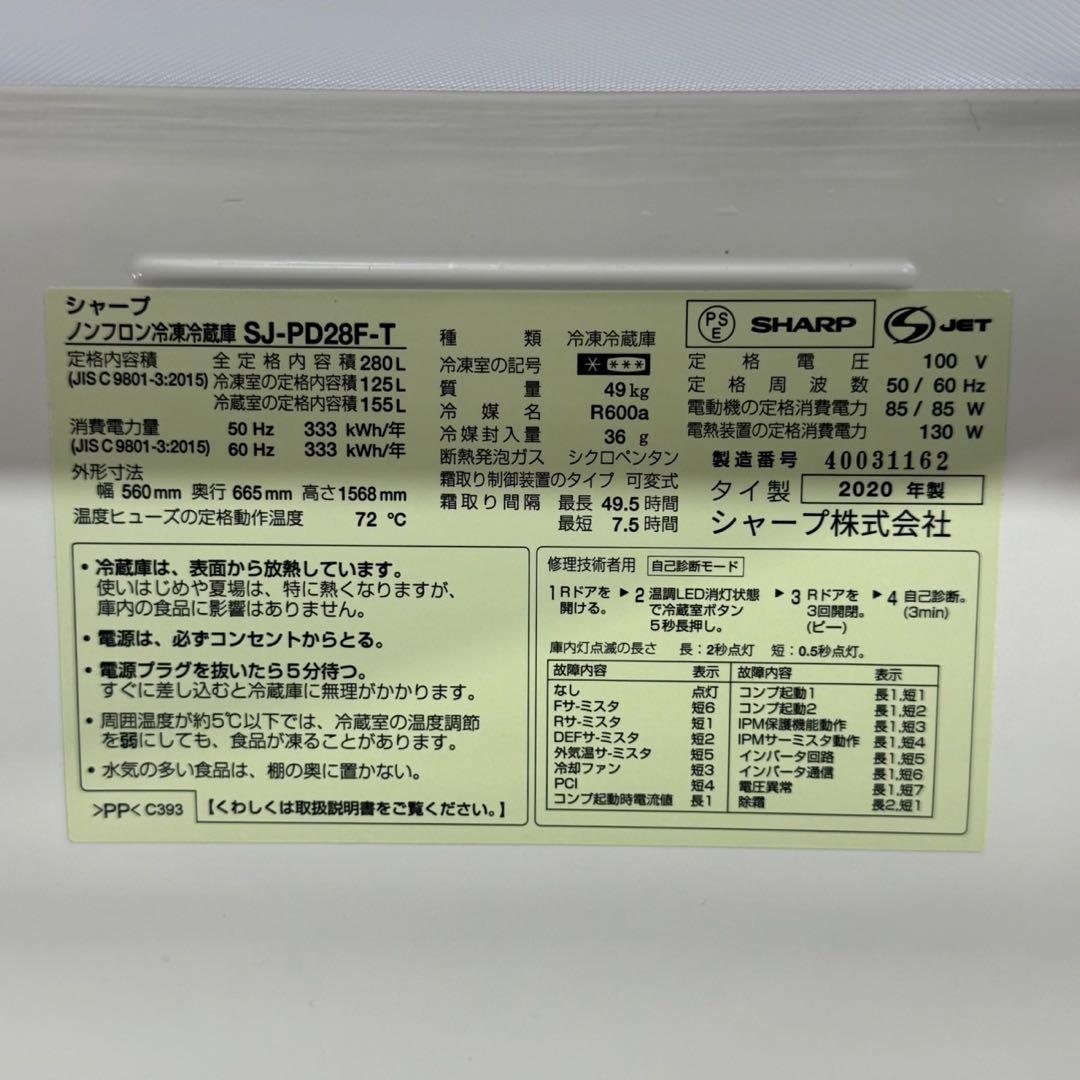 シャープ
ノンフロン冷凍冷蔵庫 SJ-PD28F-T
定格内容積 全定格内容積 280L
(JIS C 9801-3:2015) 冷凍室の定格内容積 125L
冷蔵室の定格内容積 155L
消費電力量 50 Hz 333 kWh/年
(JIS C 9801-3:2015) 60 Hz 333 kWh/年
外形寸法
幅 560mm 奥行 665mm 高さ1568mm
温度ヒューズの定格動作温度 72 ℃
種類 冷凍冷蔵庫
冷凍室の記号 * ***
質量 49kg
冷媒名 R600a
冷媒封入量 36 g
断熱発泡ガス シクロペンタン
霜取り制御装置のタイプ 可変式
霜取り間隔 最長 49.5 時間
最短 7.5 時間
PSE SHARP JET
定格電圧 100 V
定格周波数 50 / 60 Hz
電動機の定格消費電力 85 / 85 W
電熱装置の定格消費電力 130 W
製造番号 40031162
タイ製 2020 年製
シャープ株式会社
・冷蔵庫は、表面から放熱しています。
使いはじめや夏場は、特に熱くなりますが、
庫内の食品に影響はありません。
・電源は、必ずコンセントからとる。
・電源プラグを抜いたら5分待つ。
すぐに差し込むと冷蔵庫に無理がかかります。
・周囲温度が約5℃以下では、冷蔵室の温度調節
を弱にしても、食品が凍ることがあります。
・水気の多い食品は、棚の奥に置かない。
>PP< C393 【くわしくは取扱説明書をご覧ください。】
修理技術者用 自己診断モード
1 Rドアを開ける。 ▶ 2 温調LED消灯状態で冷蔵室ボタン5秒長押し。 ▶ 3 Rドアを3回開閉。(ピー) ▶ 4 自己診断。(3min)
庫内灯点滅の長さ 長：2秒点灯 短：0.5秒点灯。
故障内容 表示 故障内容 表示
なし 点灯 コンプ起動1 長1,短1
Fサ-ミスタ 短6 コンプ起動2 長1,短2
Rサ-ミスタ 短1 IPM保護機能動作 長1,短3
DEFサ-ミスタ 短2 IPMサーミスタ動作 長1,短4
外気温サ-ミスタ 短5 インバータ回路 長1,短5
冷却ファン 短3 インバータ通信 長1,短6
PCI 短4 電圧異常 長1,短7
コンプ起動時電流値 長1 除霜 長2,短1